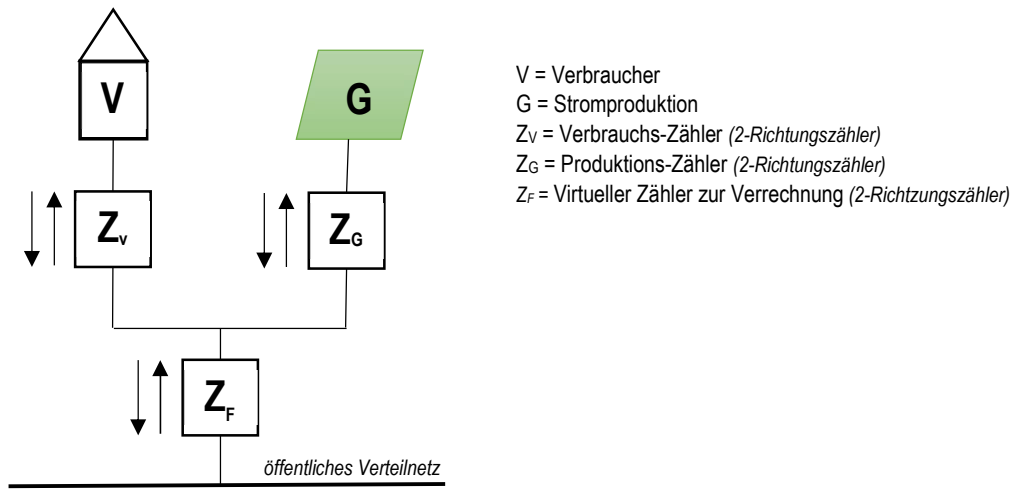 V
G
V = Verbraucher
G = Stromproduktion
Zv = Verbrauchs-Zähler (2-Richtungszähler)
ZG = Produktions-Zähler (2-Richtungszähler)
ZF = Virtueller Zähler zur Verrechnung (2-Richtzungszähler)
Zv
ZG
ZF
öffentliches Verteilnetz